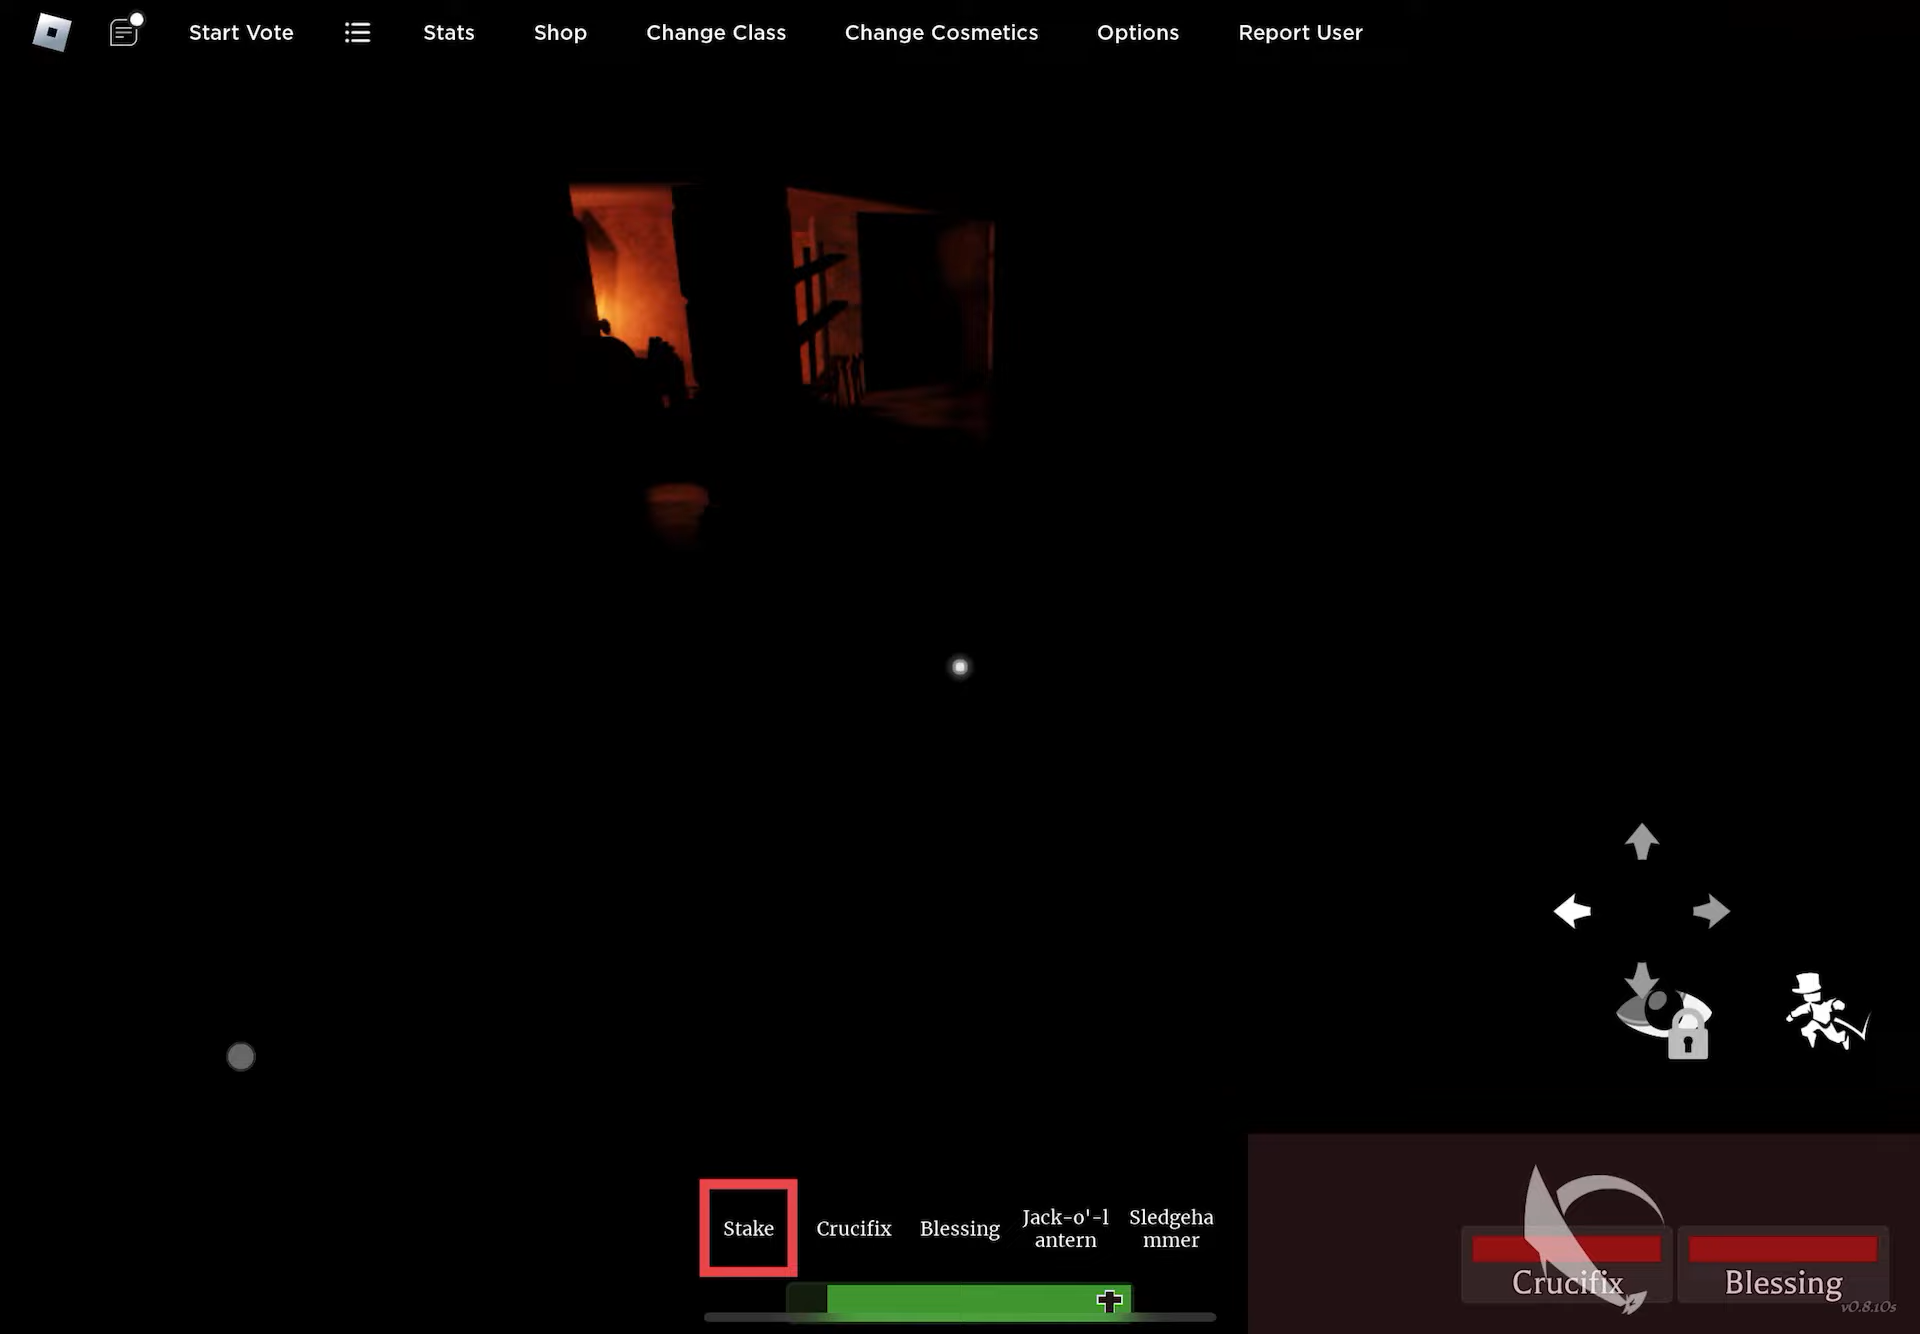 Start Vote
Stats
Shop
Change Class
Change Cosmetics
Options
Report User
Stake
Crucifix
Blessing
Jack-o'-l
antern
Sledgeha
mmer
Crucifix
Blessing
v0.8.10s